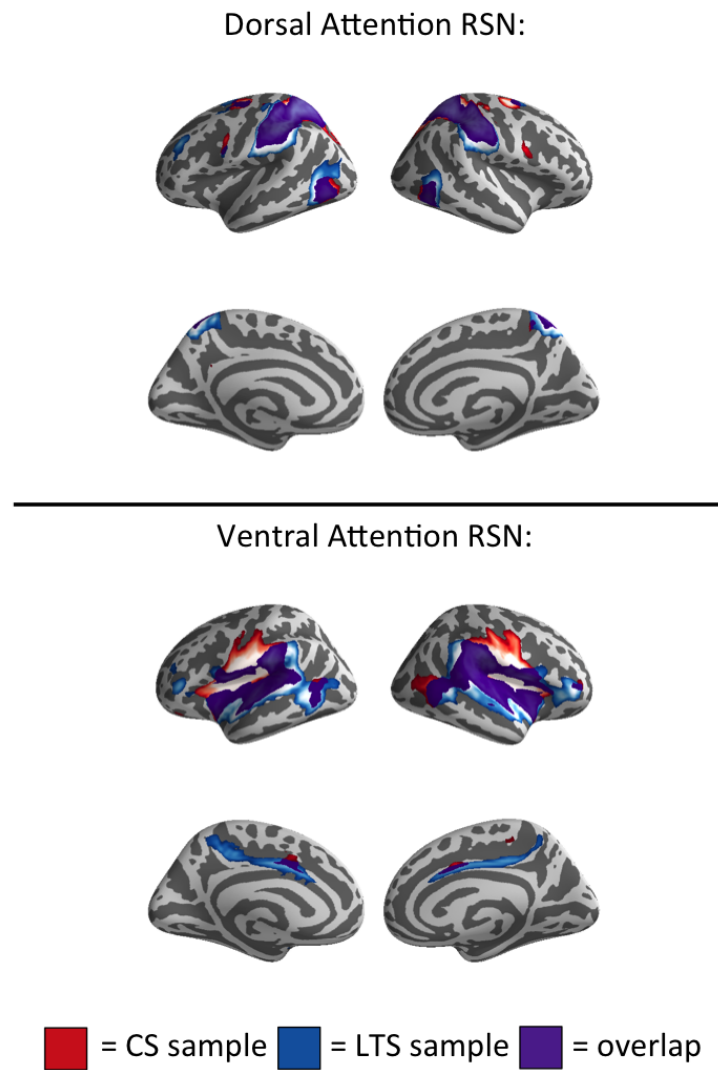 Dorsal Attention RSN:
Ventral Attention RSN:
= CS sample = LTS sample = overlap